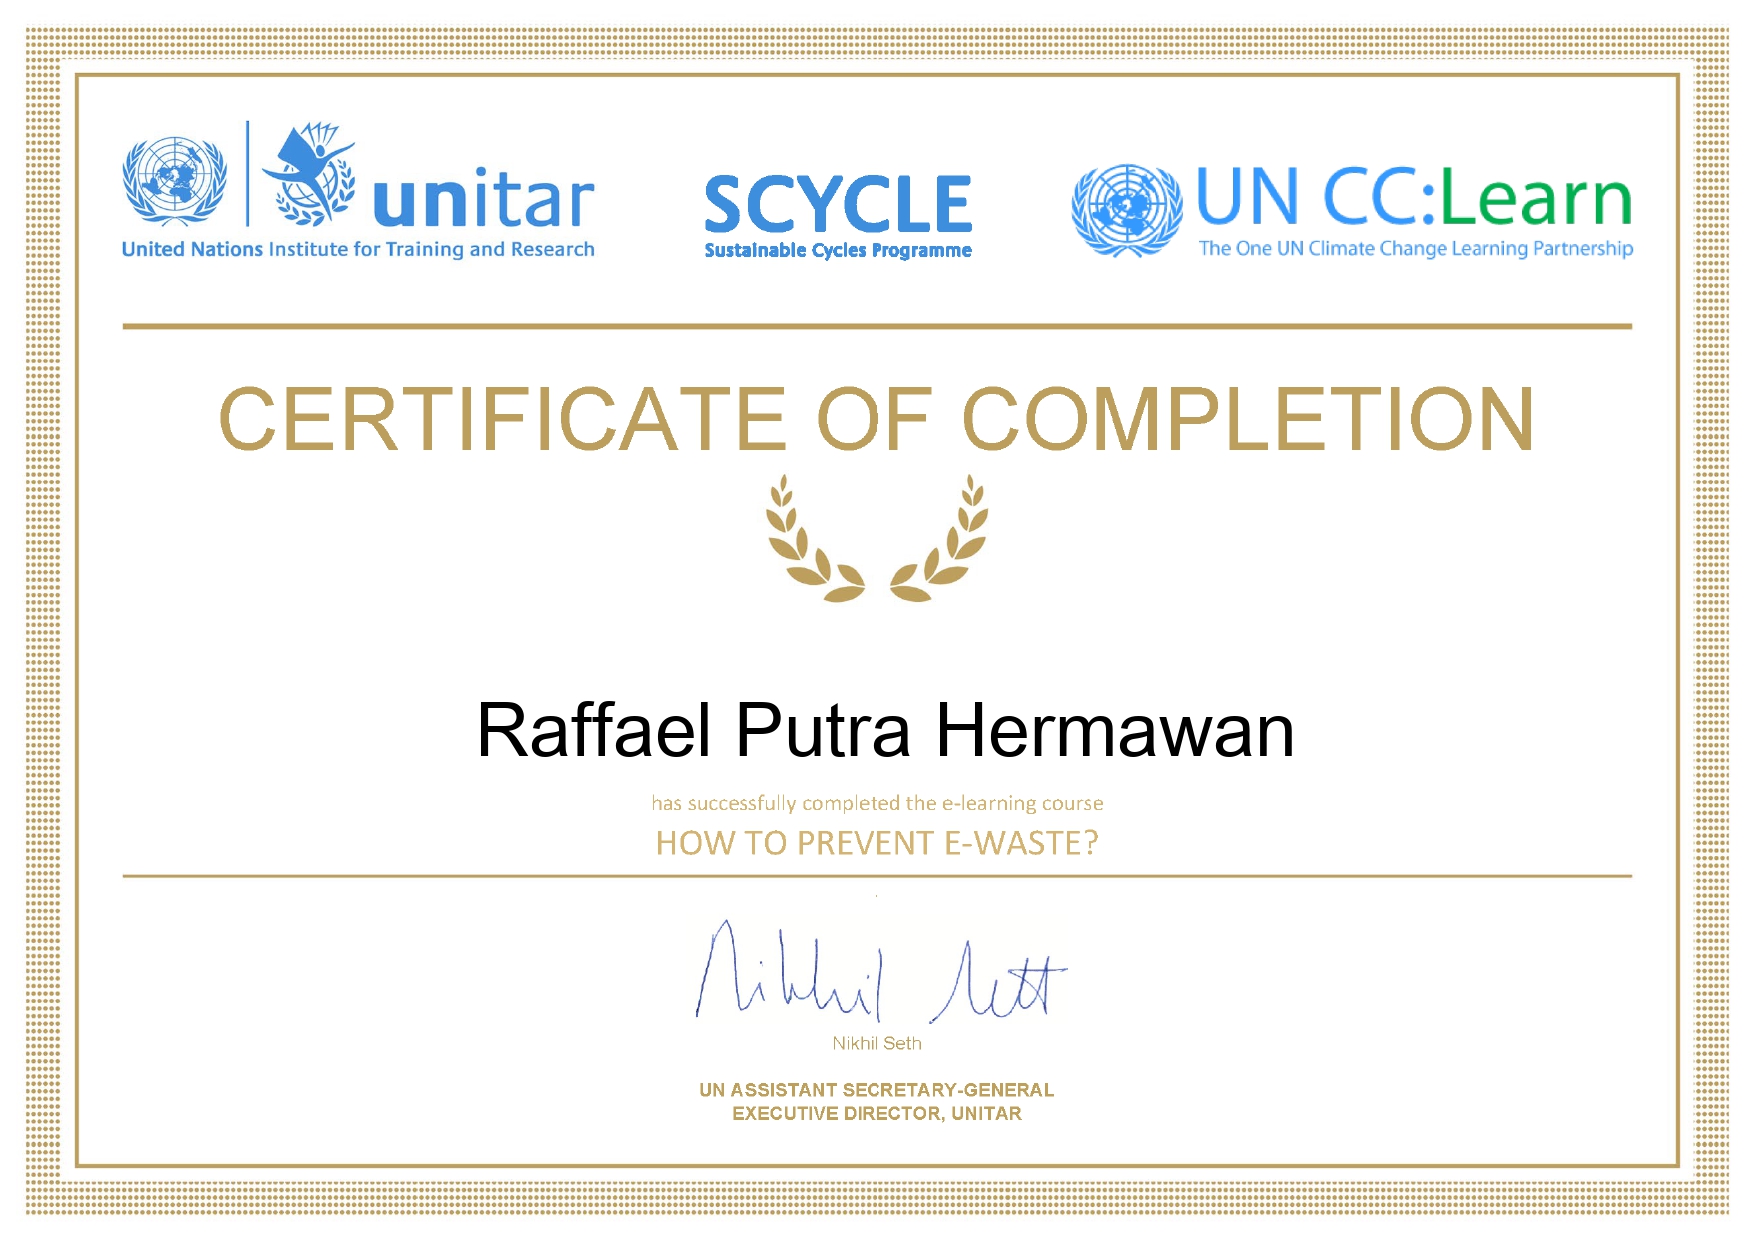 unitar
United Nations Institute for Training and Research
SCYCLE
Sustainable Cycles Programme
UN CC:Learn
The One UN Climate Change Learning Partnership
CERTIFICATE OF COMPLETION
Raffael Putra Hermawan
has successfully completed the e-learning course
HOW TO PREVENT E-WASTE?
Nikhil Sett
Nikhil Seth
UN ASSISTANT SECRETARY-GENERAL
EXECUTIVE DIRECTOR, UNITAR